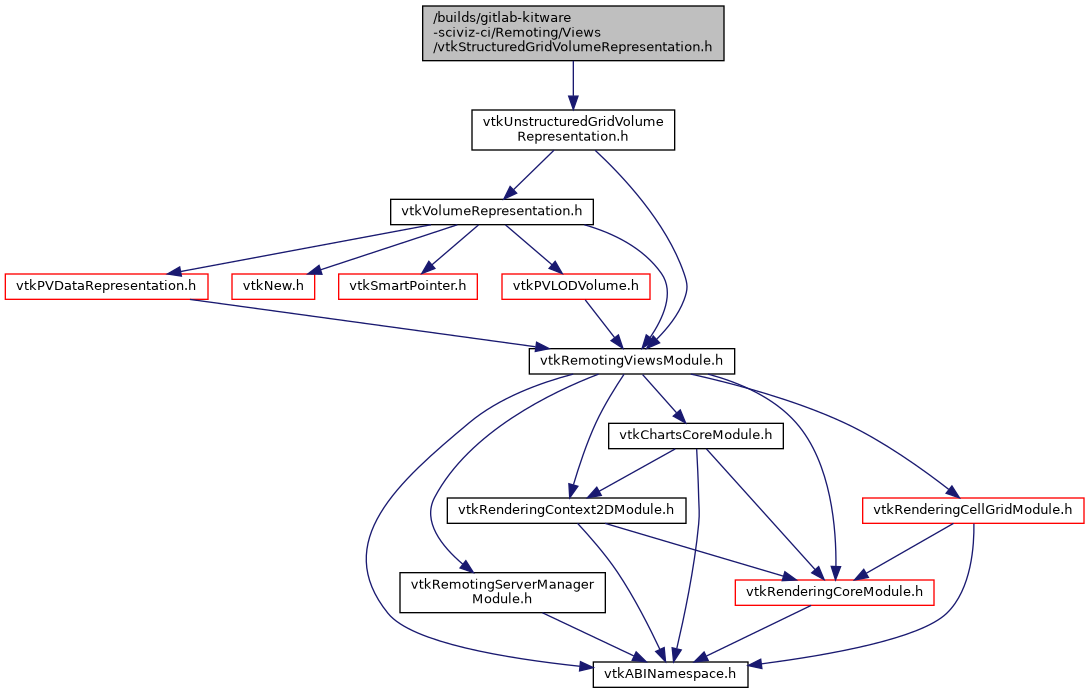 /builds/gitlab-kitware
-sciviz-ci/Remoting/Views
/vtkStructuredGridVolumeRepresentation.h
vtkUnstructuredGridVolume
Representation.h
vtkVolumeRepresentation.h
vtkPVDataRepresentation.h
vtkNew.h
vtkSmartPointer.h
vtkPVLODVolume.h
vtkRemotingViewsModule.h
vtkChartsCoreModule.h
vtkRenderingContext2DModule.h
vtkRenderingCellGridModule.h
vtkRemotingServerManager
Module.h
vtkRenderingCoreModule.h
vtkABINamespace.h